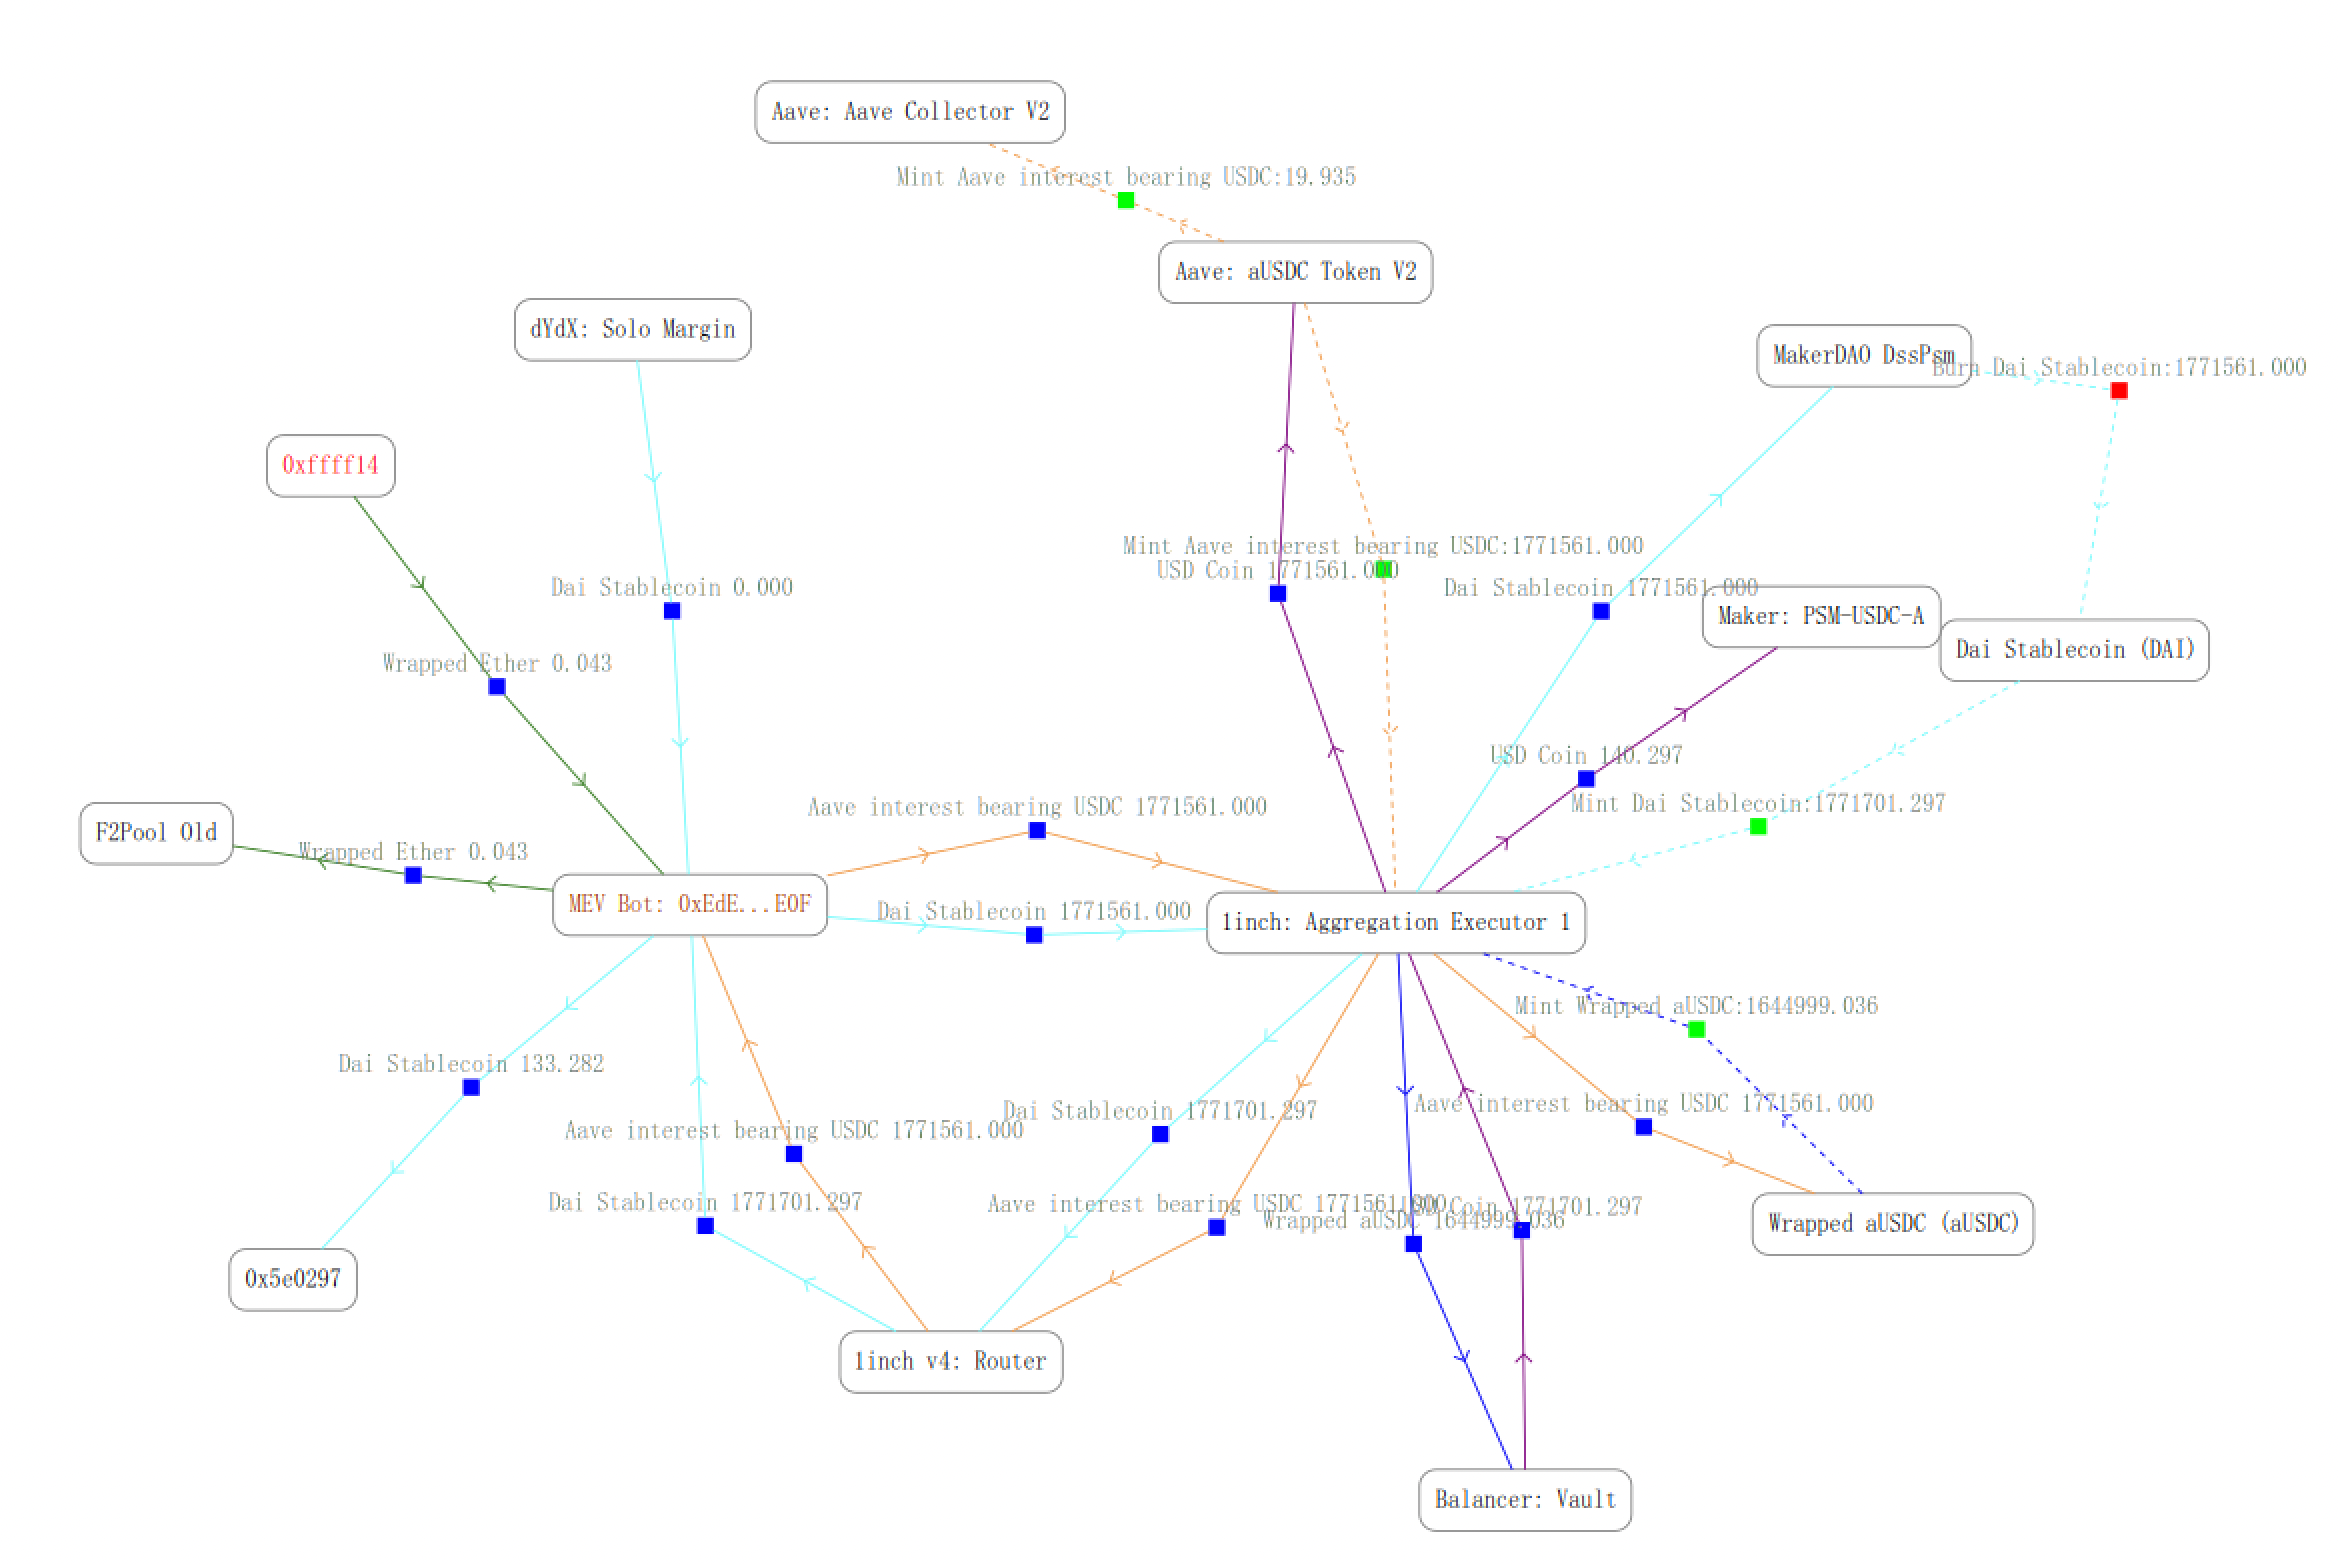 Aave: Aave Collector V2
Mint Aave interest bearing USDC:19.935
Aave: aUSDC Token V2
dYdX: Solo Margin
MakerDAO DssPsm
Burn Dai Stablecoin:1771561.000
0xffff14
Mint Aave interest bearing USDC:1771561.000
USD Coin 1771561.000
Dai Stablecoin 0.000
Dai Stablecoin 1771561.000
Maker: PSM-USDC-A
Dai Stablecoin (DAI)
Wrapped Ether 0.043
USD Coin 140.297
Mint Dai Stablecoin:1771701.297
Aave interest bearing USDC 1771561.000
F2Pool Old
Wrapped Ether 0.043
MEV Bot: 0xEdE...E0F
Dai Stablecoin 1771561.000
1inch: Aggregation Executor 1
Mint Wrapped aUSDC:1644999.036
Dai Stablecoin 133.282
Aave interest bearing USDC 1771561.000
Dai Stablecoin 1771701.297
Aave interest bearing USDC 1771561.000
Dai Stablecoin 1771701.297
Aave interest bearing USDC 1771561.000
USD Coin 1771701.297
Wrapped aUSDC 1644999.036
Wrapped aUSDC (aUSDC)
0x5e0297
1inch v4: Router
Balancer: Vault